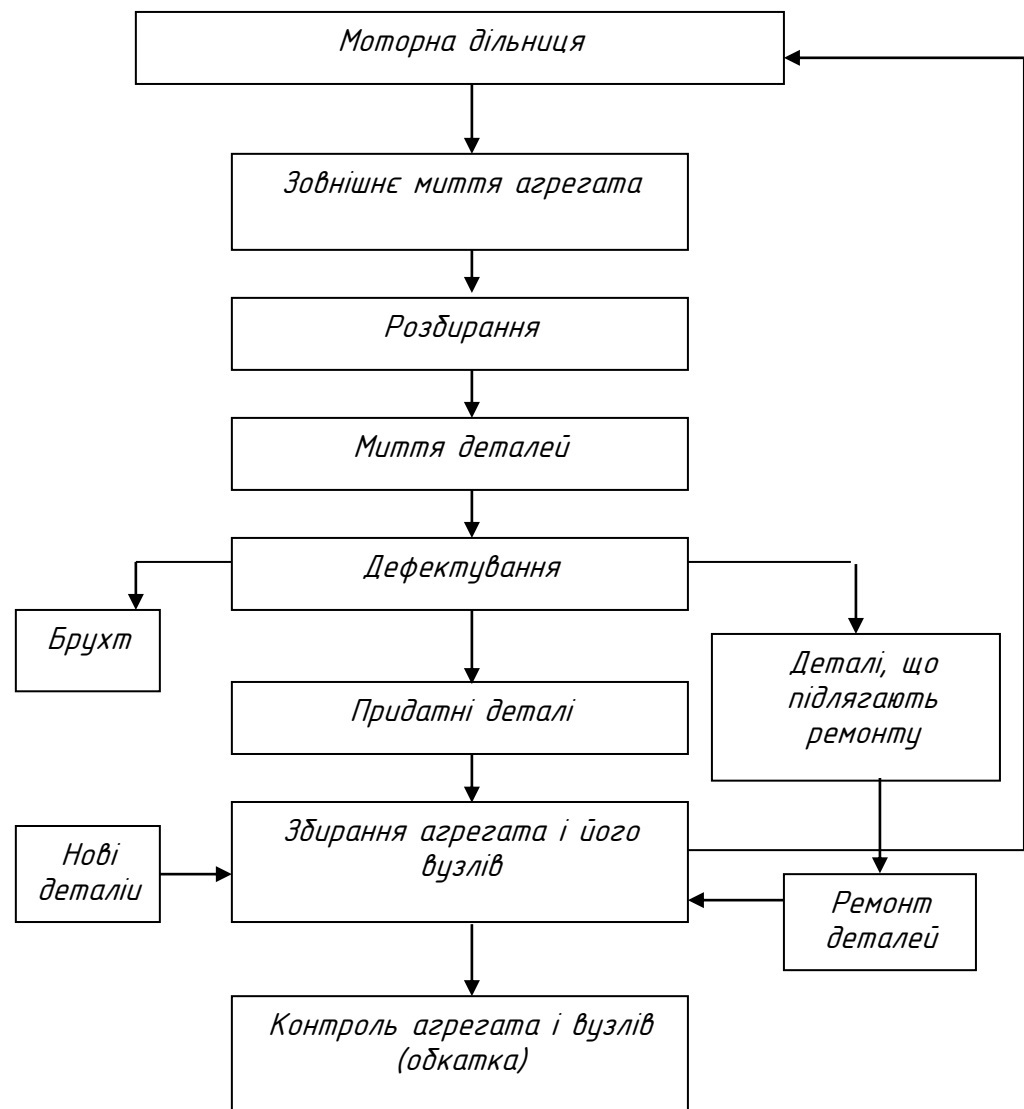 Моторна дільниця
Зовнішнє миття агрегата
Розбирання
Миття деталей
Дефектування
Брухт
Деталі, що
підлягають
ремонту
Придатні деталі
Збирання агрегата і його
вузлів
Нові
деталіи
Ремонт
деталей
Контроль агрегата і вузлів
(обкатка)